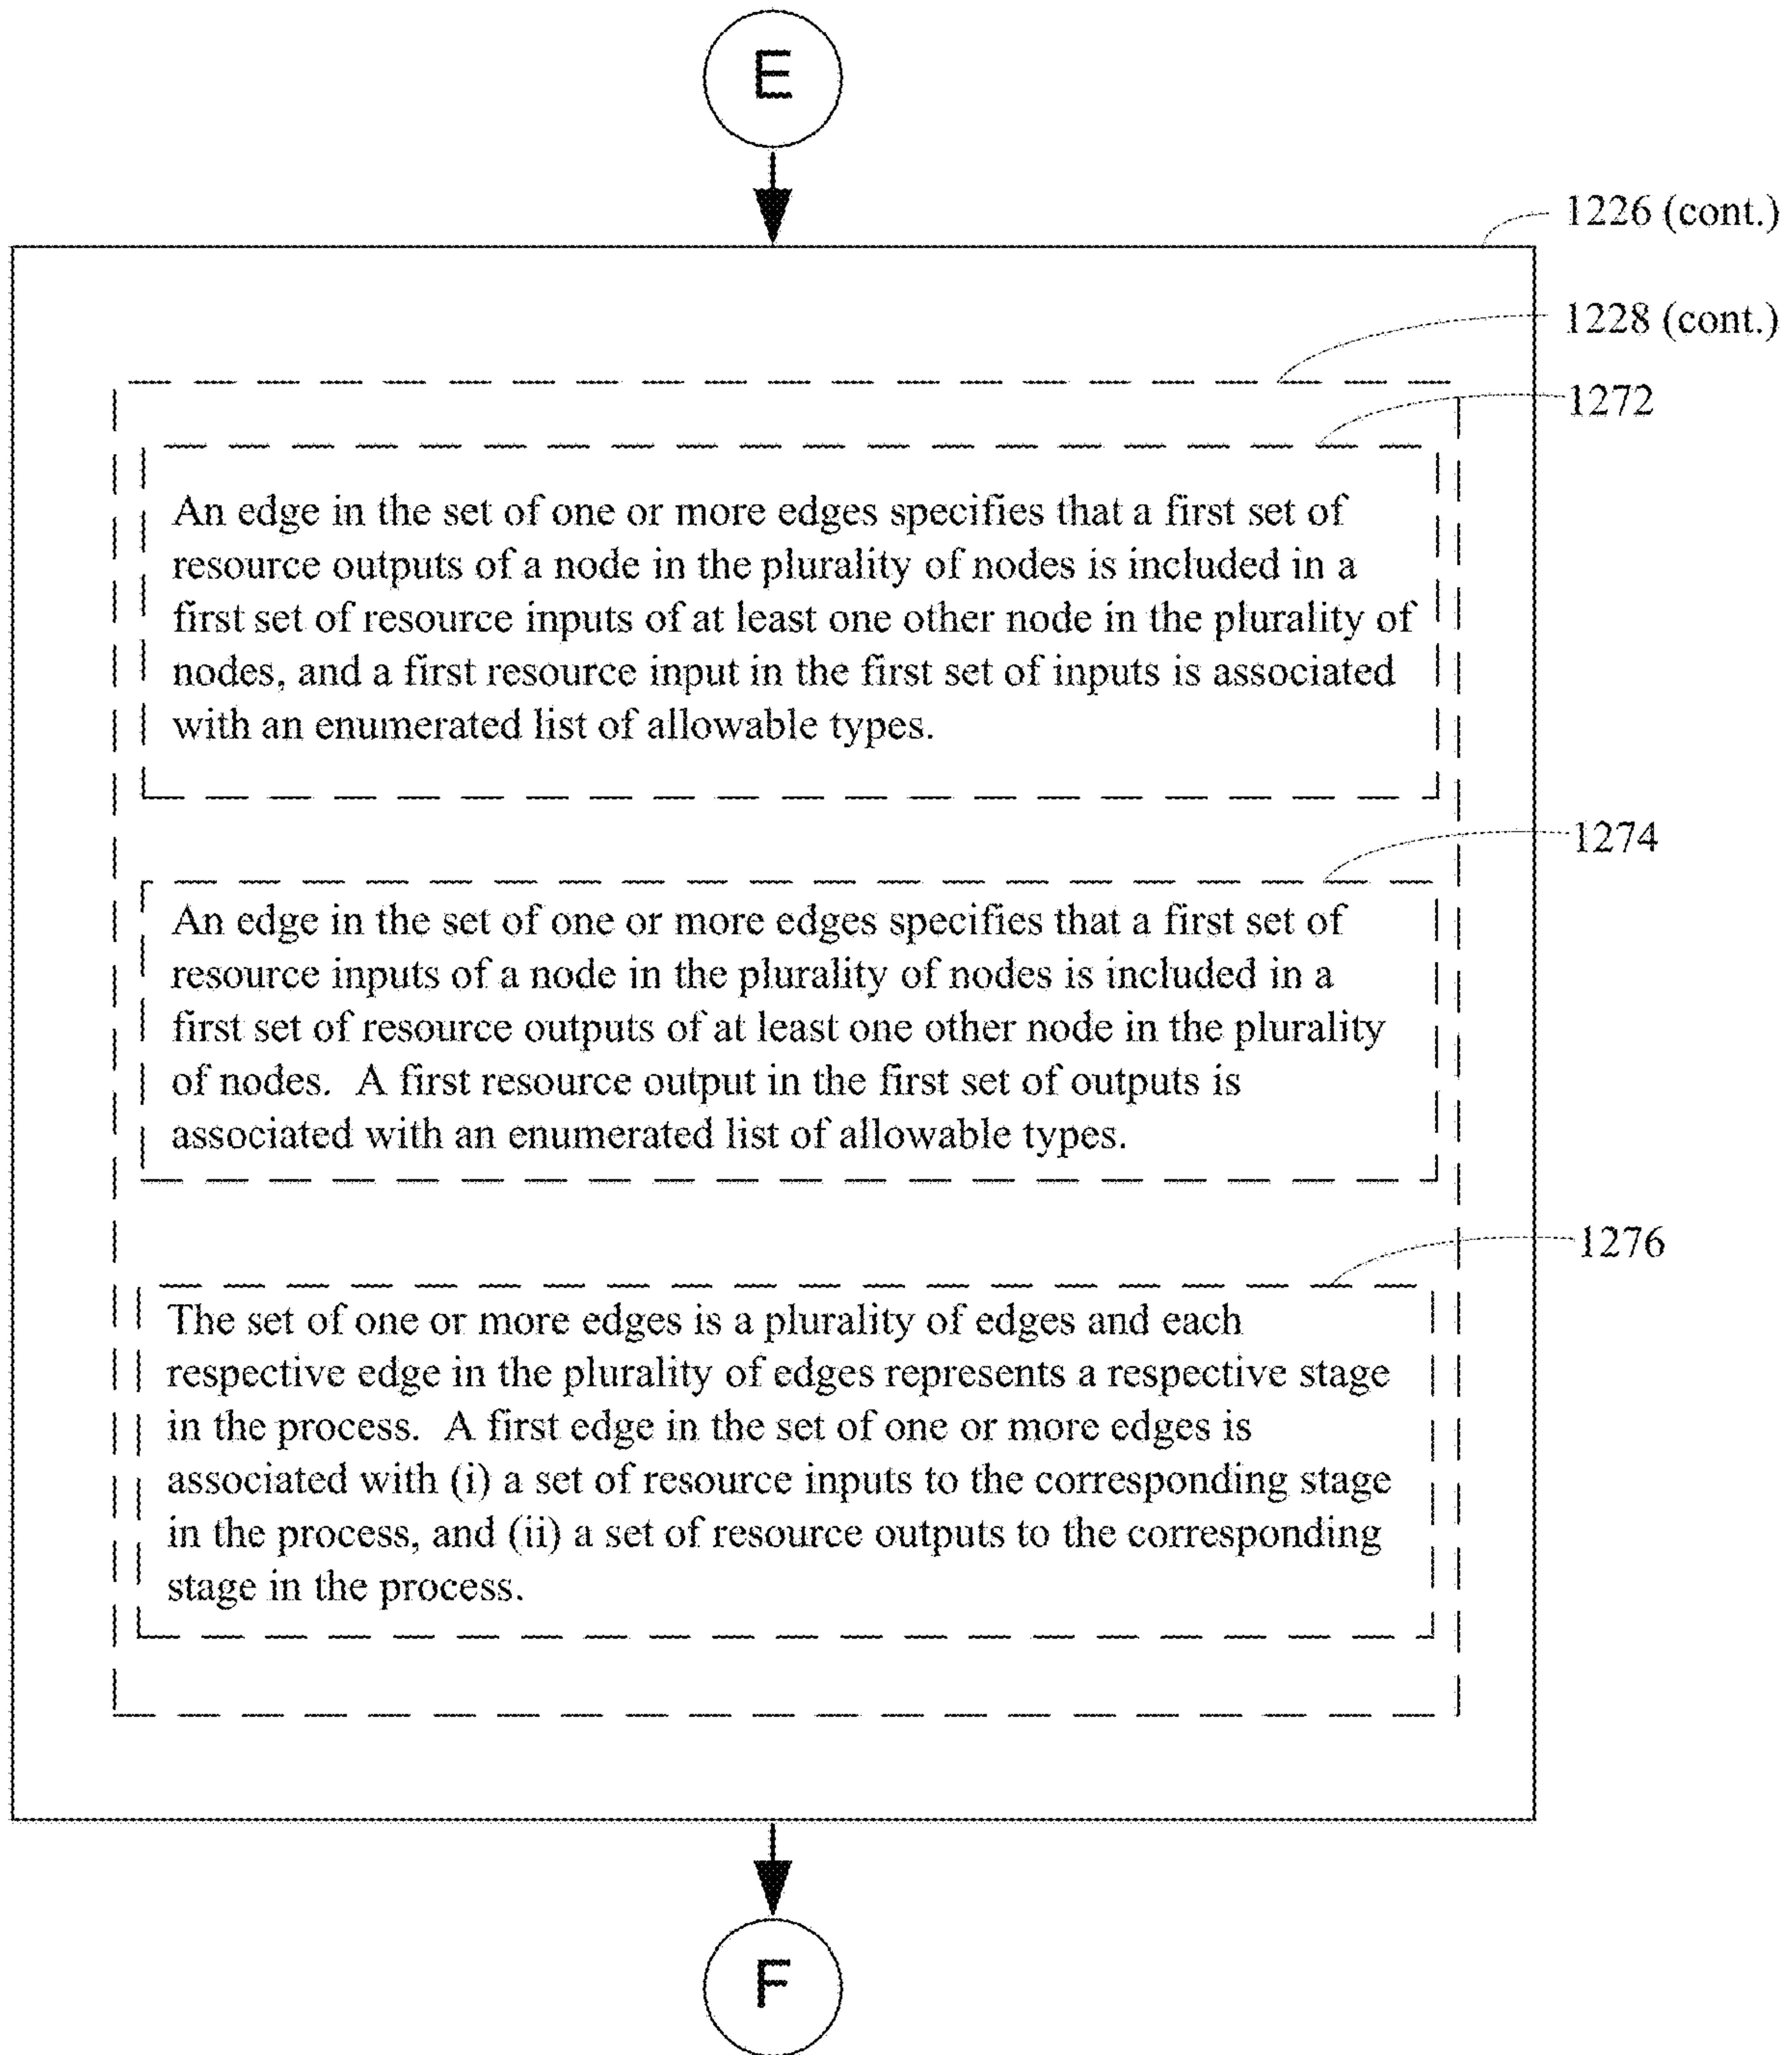 E
1226 (cont.)
1228 (cont.)
1272
An edge in the set of one or more edges specifies that a first set of
resource outputs of a node in the plurality of nodes is included in a
first set of resource inputs of at least one other node in the plurality of
nodes, and a first resource input in the first set of inputs is associated
with an enumerated list of allowable types.
1274
An edge in the set of one or more edges specifies that a first set of
resource inputs of a node in the plurality of nodes is included in a
first set of resource outputs of at least one other node in the plurality
of nodes.  A first resource output in the first set of outputs is
associated with an enumerated list of allowable types.
1276
The set of one or more edges is a plurality of edges and each
respective edge in the plurality of edges represents a respective stage
in the process.  A first edge in the set of one or more edges is
associated with (i) a set of resource inputs to the corresponding stage
in the process, and (ii) a set of resource outputs to the corresponding
stage in the process.
F